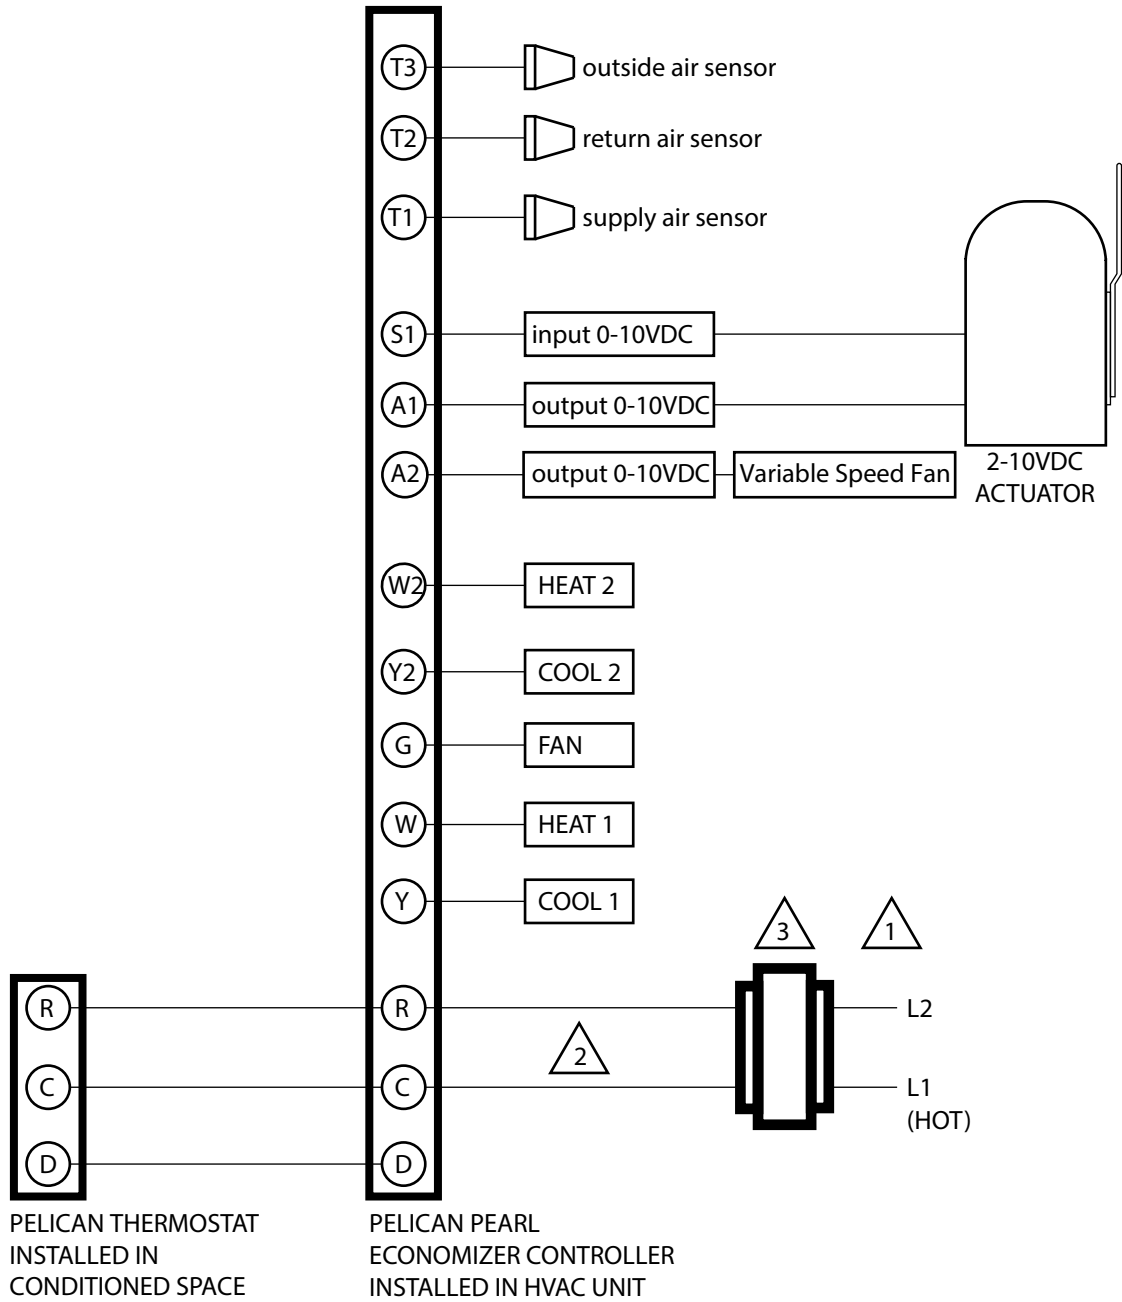 T3 outside air sensor
T2 return air sensor
T1 supply air sensor
S1 input 0-10VDC
A1 output 0-10VDC
A2 output 0-10VDC Variable Speed Fan
2-10VDC
ACTUATOR
W2 HEAT 2
Y2 COOL 2
G FAN
W HEAT 1
Y COOL 1
3 1
R R L2
2
C C L1
(HOT)
D D
PELICAN THERMOSTAT
INSTALLED IN
CONDITIONED SPACE
PELICAN PEARL
ECONOMIZER CONTROLLER
INSTALLED IN HVAC UNIT